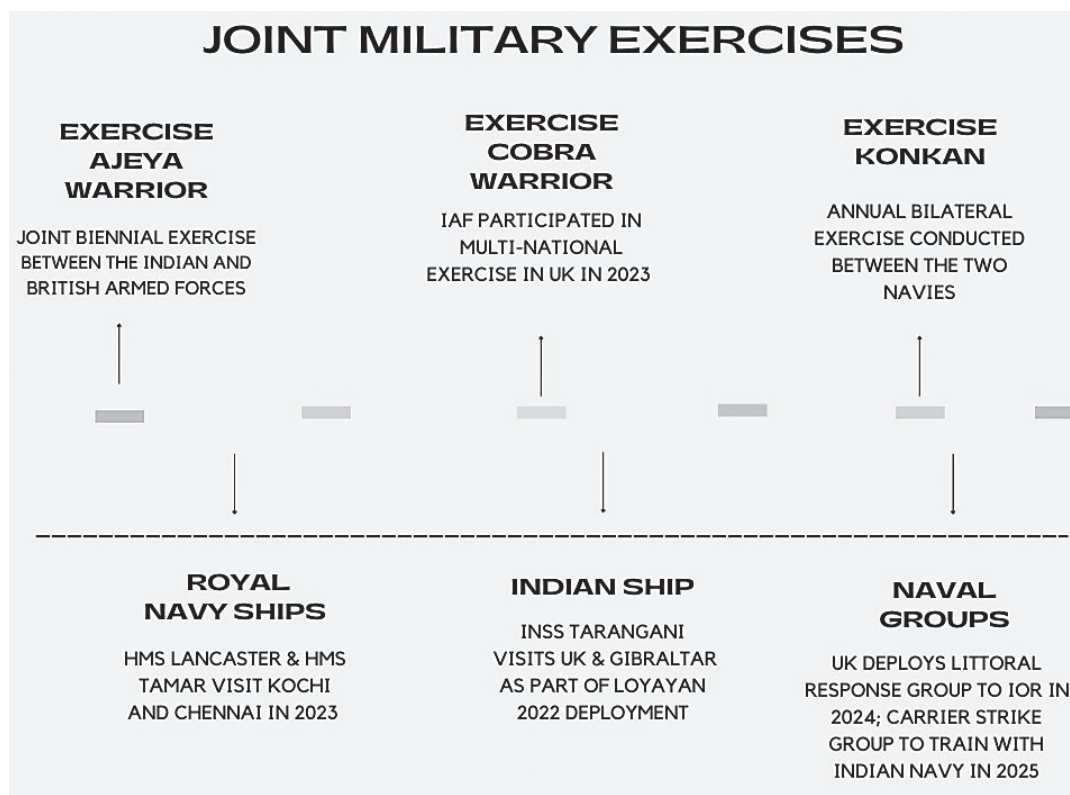 JOINT MILITARY EXERCISES
EXERCISE
AJEYA
WARRIOR
JOINT BIENNIAL EXERCISE
BETWEEN THE INDIAN AND
BRITISH ARMED FORCES
EXERCISE
COBRA
WARRIOR
IAF PARTICIPATED IN
MULTI-NATIONAL
EXERCISE IN UK IN 2023
EXERCISE
KONKAN
ANNUAL BILATERAL
EXERCISE CONDUCTED
BETWEEN THE TWO
NAVIES
ROYAL
NAVY SHIPS
HMS LANCASTER & HMS
TAMAR VISIT KOCHI
AND CHENNAI IN 2023
INDIAN SHIP
INSS TARANGANI
VISITS UK & GIBRALTAR
AS PART OF LOYAYAN
2022 DEPLOYMENT
NAVAL
GROUPS
UK DEPLOYS LITTORAL
RESPONSE GROUP TO IOR IN
2024; CARRIER STRIKE
GROUP TO TRAIN WITH
INDIAN NAVY IN 2025